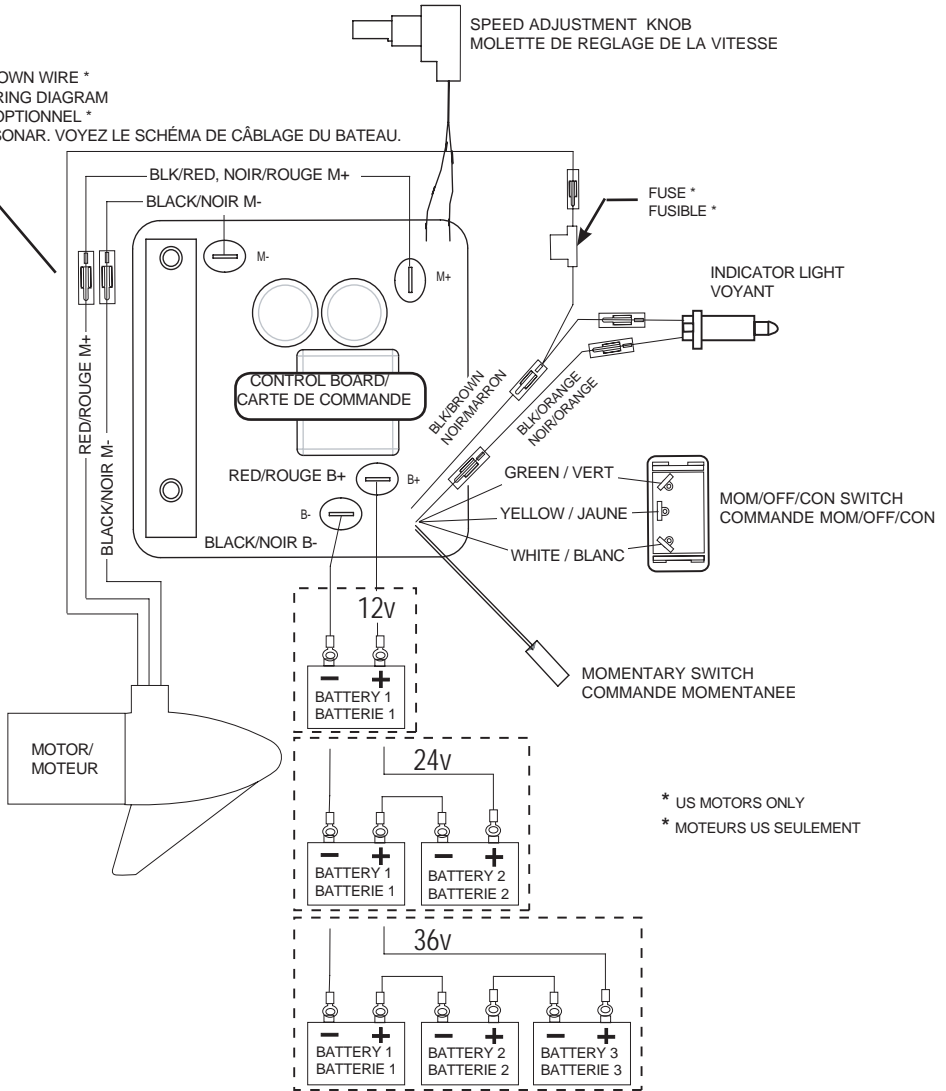 SPEED ADJUSTMENT KNOB
MOLETTE DE REGLAGE DE LA VITESSE
OWN WIRE *
RING DIAGRAM
OPTIONNEL *
SONAR. VOYEZ LE SCHÉMA DE CÂBLAGE DU BATEAU.
BLK/RED, NOIR/ROUGE M+
BLACK/NOIR M-
FUSE *
FUSIBLE *
M-
M+
INDICATOR LIGHT
VOYANT
RED/ROUGE M+
BLACK/NOIR M-
CONTROL BOARD/
CARTE DE COMMANDE
BLK/BROWN
NOIR/MARRON
BLK/ORANGE
NOIR/ORANGE
RED/ROUGE B+
B+
B-
BLACK/NOIR B-
GREEN / VERT
YELLOW / JAUNE
WHITE / BLANC
MOM/OFF/CON SWITCH
COMMANDE MOM/OFF/CON
12v
− +
BATTERY 1
BATTERIE 1
MOMENTARY SWITCH
COMMANDE MOMENTANEE
MOTOR/
MOTEUR
24v
− +
BATTERY 1
BATTERIE 1
− +
BATTERY 2
BATTERIE 2
* US MOTORS ONLY
* MOTEURS US SEULEMENT
36v
− +
BATTERY 1
BATTERIE 1
− +
BATTERY 2
BATTERIE 2
− +
BATTERY 3
BATTERIE 3